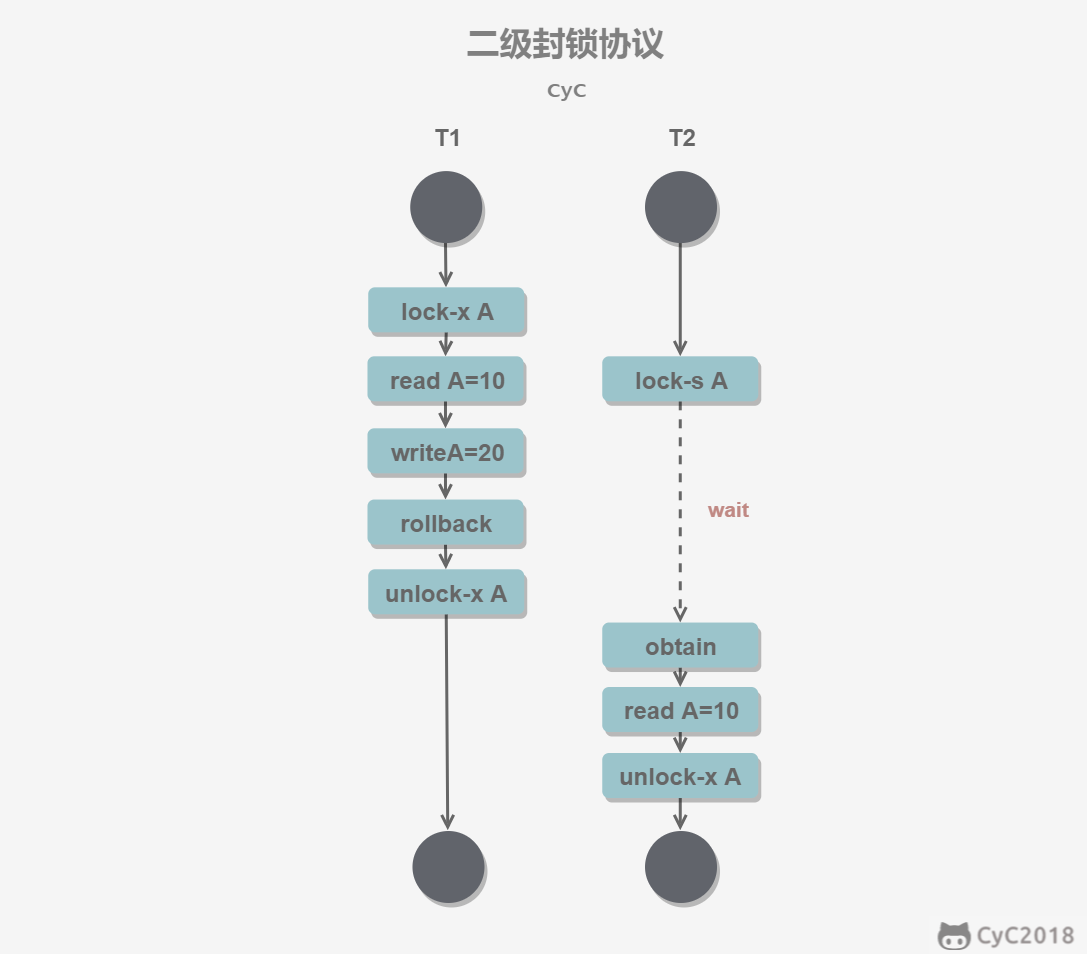 二级封锁协议
CyC
T1
T2
lock-x A
read A=10
lock-s A
writeA=20
wait
rollback
unlock-x A
obtain
read A=10
unlock-x A
CyC2018